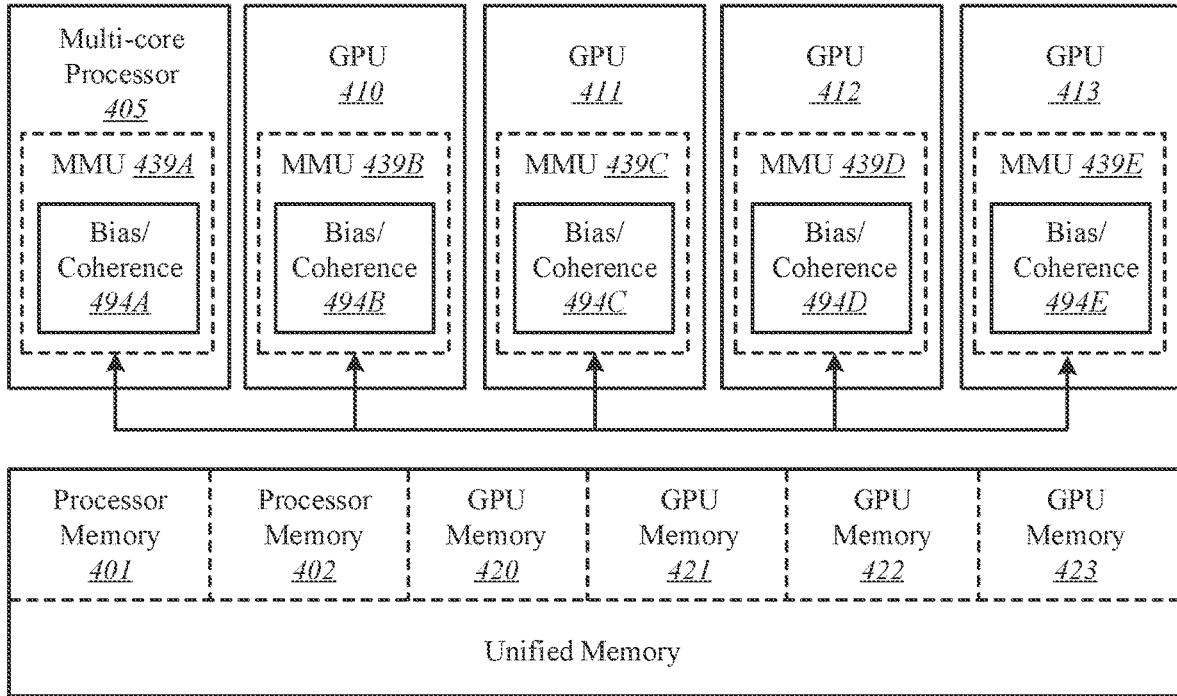 Multi-core
Processor
405
MMU 439A
Bias/
Coherence
494A
GPU
410
MMU 439B
Bias/
Coherence
494B
GPU
411
MMU 439C
Bias/
Coherence
494C
GPU
412
MMU 439D
Bias/
Coherence
494D
GPU
413
MMU 439E
Bias/
Coherence
494E
Processor
Memory
401
Processor
Memory
402
GPU
Memory
420
GPU
Memory
421
GPU
Memory
422
GPU
Memory
423
Unified Memory